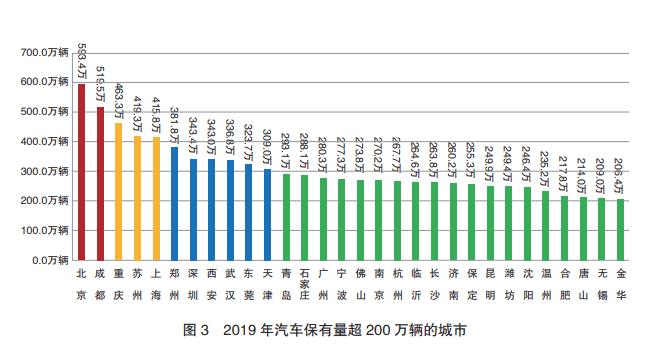 700.0万辆
600.0万辆
500.0万辆
400.0万辆
300.0万辆
200.0万辆
100.0万辆
0.0万辆
593.4万
519.5万
463.3万
419.3万
415.8万
381.8万
343.4万
343.0万
336.8万
323.7万
309.0万
293.1万
288.1万
280.3万
277.3万
273.8万
270.2万
267.7万
264.6万
263.8万
260.2万
255.3万
249.9万
249.4万
246.4万
235.2万
217.8万
214.0万
209.0万
206.4万
北京
成都
重庆
苏州
上海
郑州
深圳
西安
武汉
东莞
天津
青岛
石家庄
广州
宁波
佛山
南京
杭州
临沂
长沙
济南
保定
昆明
潍坊
沈阳
温州
合肥
唐山
无锡
金华
图 3 2019 年汽车保有量超 200 万辆的城市